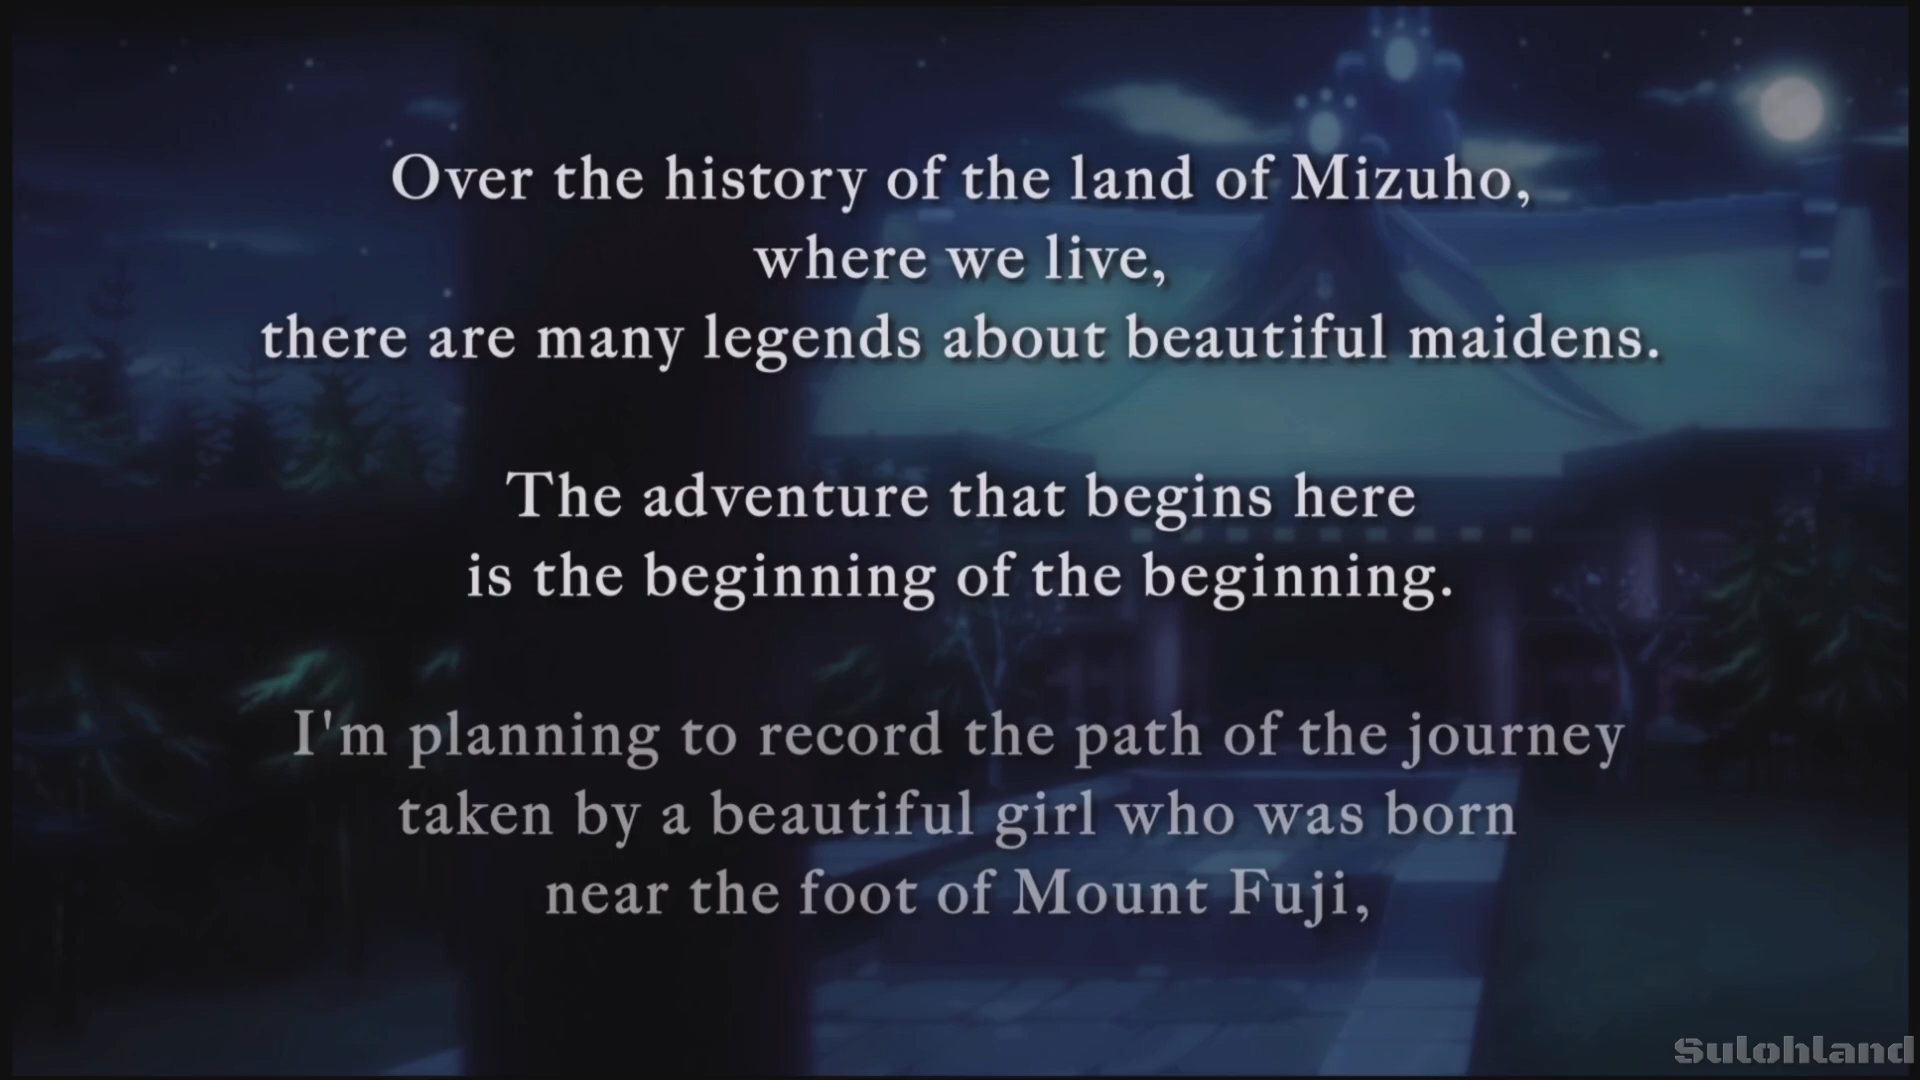 Over the history of the land of Mizuho,
where we live,
there are many legends about beautiful maidens.
The adventure that begins here
is the beginning of the beginning.
I'm planning to record the path of the journey
taken by a beautiful girl who was born
near the foot of Mount Fuji,
Sulohland